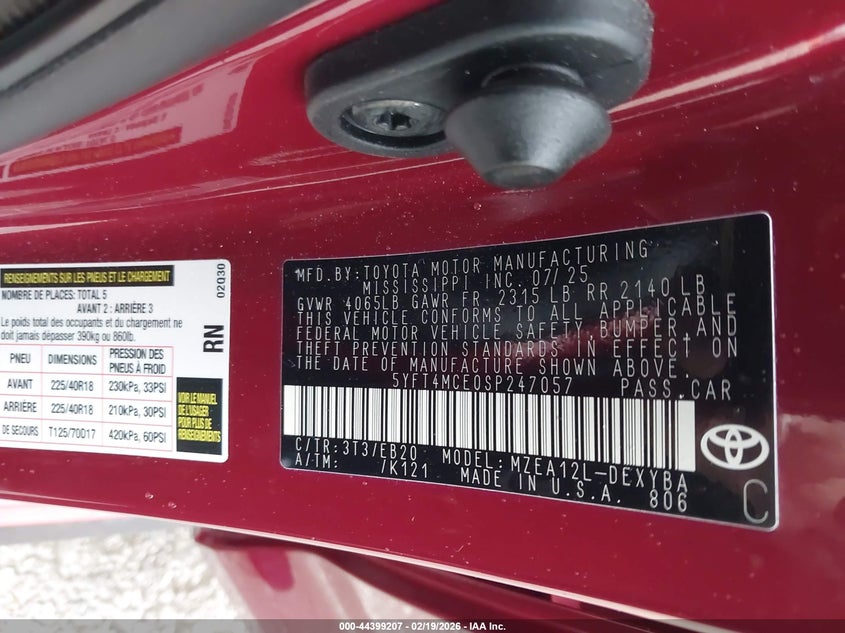 RENSEIGNEMENTS SUR LES PNEUS ET LE CHARGEMENT
NOMBRE DE PLACES: TOTAL 5
AVANT 2 : ARRIÈRE 3
Le poids total des occupants et du chargement ne
doit jamais dépasser 390kg ou 860lb.
PNEU DIMENSIONS PRESSION DES PNEUS À FROID
AVANT 225/40R18 230kPa, 33PSI
ARRIÈRE 225/40R18 210kPa, 30PSI
DE SECOURS T125/70D17 420kPa, 60PSI
VOIR LE MANUEL
DE L'USAGER
POUR PLUS DE
RENSEIGNEMENTS
02Q30
RN
MFD.BY:TOYOTA MOTOR MANUFACTURING
MISSISSIPPI INC. 07/25
GVWR 4065LB GAWR FR 2315 LB RR 2140 LB
THIS VEHICLE CONFORMS TO ALL APPLICABLE
FEDERAL MOTOR VEHICLE SAFETY, BUMPER, AND
THEFT PREVENTION STANDARDS IN EFFECT ON
THE DATE OF MANUFACTURE SHOWN ABOVE.
5YFT4MCE0SP247057 PASS.CAR
C/TR:3T3/EB20 MODEL:MZEA12L-DEXYBA
A/TM: /K121 MADE IN U.S.A. 806
C
000-44399207 - 02/19/2026 - IAA Inc.